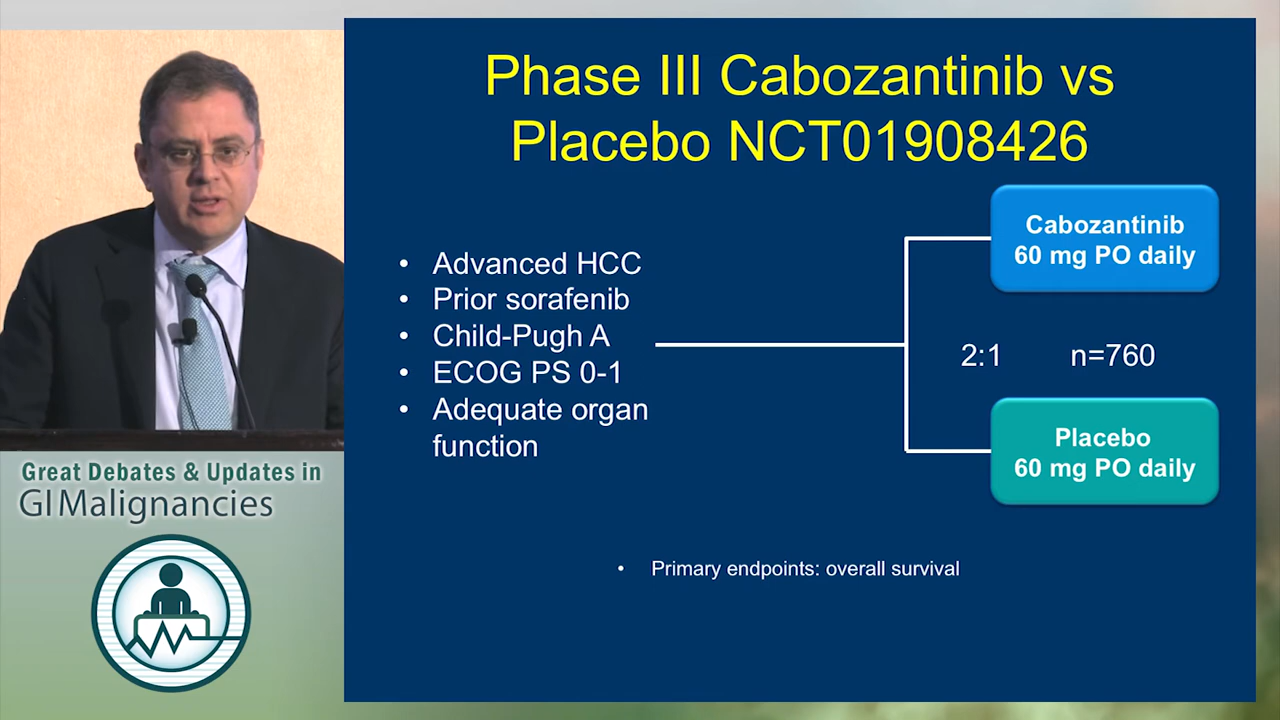 Phase III Cabozantinib vs
Placebo NCT01908426
• Advanced HCC
• Prior sorafenib
• Child-Pugh A
• ECOG PS 0-1
• Adequate organ
function
Cabozantinib
60 mg PO daily
2:1 n=760
Placebo
60 mg PO daily
• Primary endpoints: overall survival
Great Debates & Updates in
GI Malignancies